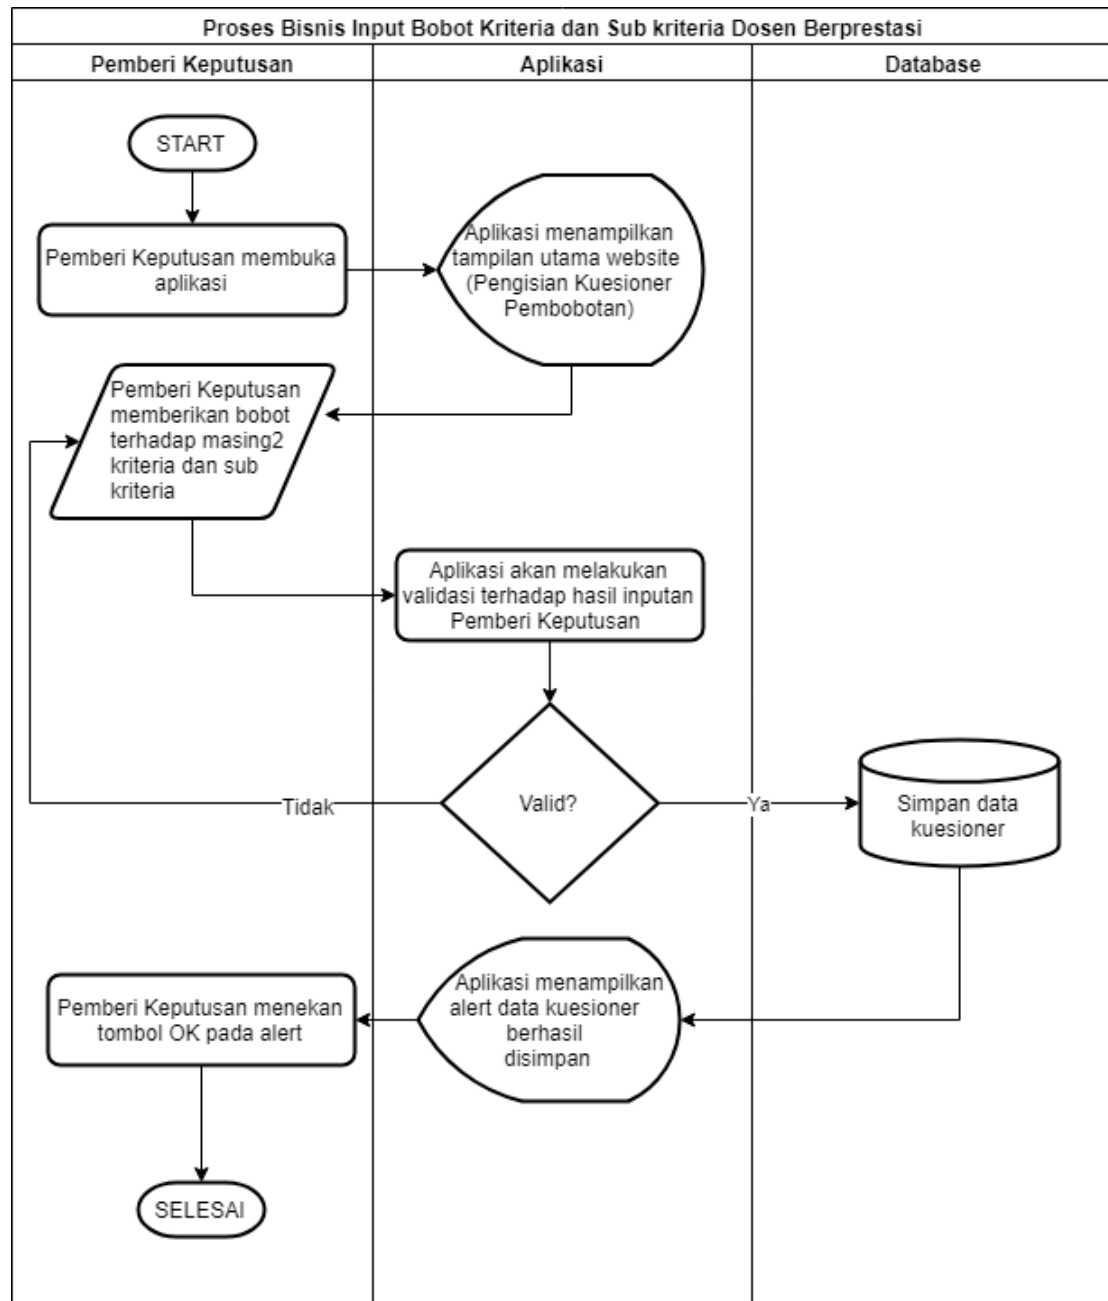 Proses Bisnis Input Bobot Kriteria dan Sub kriteria Dosen Berprestasi
Pemberi Keputusan
Aplikasi
Database
START
Pemberi Keputusan membuka
aplikasi
Aplikasi menampilkan
tampilan utama website
(Pengisian Kuesioner
Pembobotan)
Pemberi Keputusan
memberikan bobot
terhadap masing2
kriteria dan sub
kriteria
Aplikasi akan melakukan
validasi terhadap hasil inputan
Pemberi Keputusan
Valid?
Tidak
Ya
Simpan data
kuesioner
Aplikasi menampilkan
alert data kuesioner
berhasil
disimpan
Pemberi Keputusan menekan
tombol OK pada alert
SELESAI